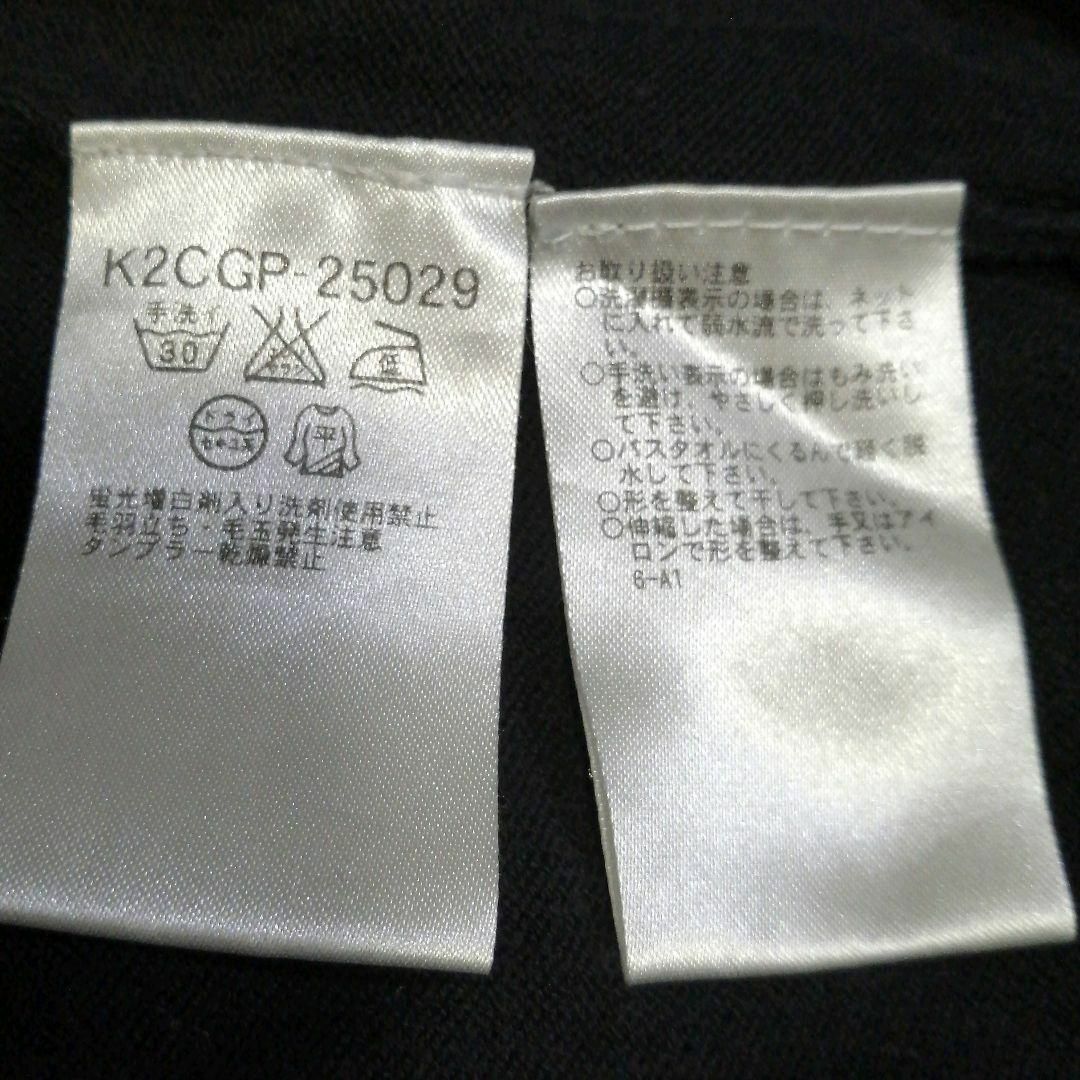 K2CGP-25029
手洗イ
30
低
ドライ
セキユ系
平
蛍光増白剤入り洗剤使用禁止
毛羽立ち・毛玉発生注意
タンブラー乾燥禁止
お取り扱い注意
○洗濯機表示の場合は、ネット
に入れて弱水流で洗って下さ
い。
○手洗い表示の場合はもみ洗い
を避け、やさしく押し洗いし
て下さい。
○バスタオルにくるんで軽く脱
水して下さい。
○形を整えて干して下さい。
○伸縮した場合は、手又はアイ
ロンで形を整えて下さい。
6-A1